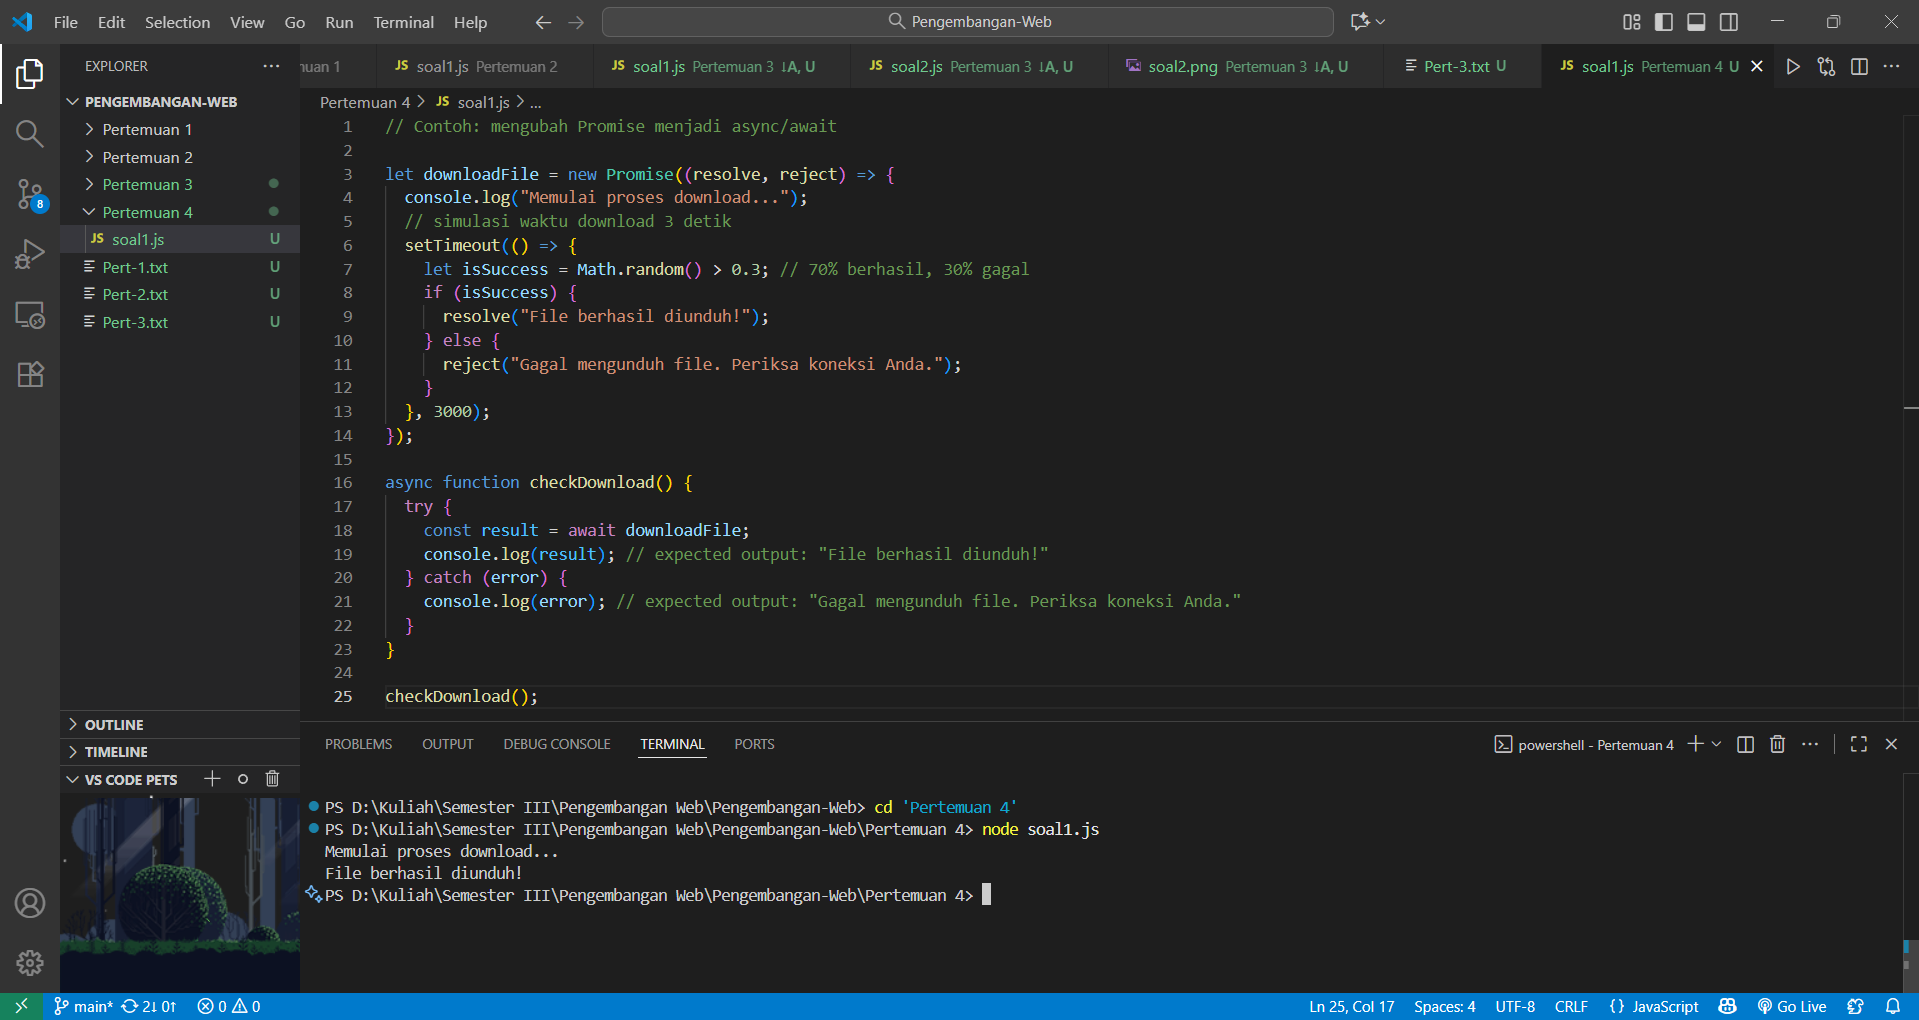 File Edit Selection View Go Run Terminal Help
Pengembangan-Web
EXPLORER
PENGEMBANGAN-WEB
Pertemuan 1
Pertemuan 2
Pertemuan 3
Pertemuan 4
JS soal1.js U
Pert-1.txt U
Pert-2.txt U
Pert-3.txt U
OUTLINE
TIMELINE
VS CODE PETS
8
uan 1
JS soal1.js Pertemuan 2
JS soal1.js Pertemuan 3 ↓A, U
JS soal2.js Pertemuan 3 ↓A, U
soal2.png Pertemuan 3 ↓A, U
Pert-3.txt U
JS soal1.js Pertemuan 4 U
Pertemuan 4 > JS soal1.js > ...
1 // Contoh: mengubah Promise menjadi async/await
2
3 let downloadFile = new Promise((resolve, reject) => {
4 console.log("Memulai proses download...");
5 // simulasi waktu download 3 detik
6 setTimeout(() => {
7 let isSuccess = Math.random() > 0.3; // 70% berhasil, 30% gagal
8 if (isSuccess) {
9 resolve("File berhasil diunduh!");
10 } else {
11 reject("Gagal mengunduh file. Periksa koneksi Anda.");
12 }
13 }, 3000);
14 });
15
16 async function checkDownload() {
17 try {
18 const result = await downloadFile;
19 console.log(result); // expected output: "File berhasil diunduh!"
20 } catch (error) {
21 console.log(error); // expected output: "Gagal mengunduh file. Periksa koneksi Anda."
22 }
23 }
24
25 checkDownload();
PROBLEMS OUTPUT DEBUG CONSOLE TERMINAL PORTS
powershell - Pertemuan 4
PS D:\Kuliah\Semester III\Pengembangan Web\Pengembangan-Web> cd 'Pertemuan 4'
PS D:\Kuliah\Semester III\Pengembangan Web\Pengembangan-Web\Pertemuan 4> node soal1.js
Memulai proses download...
File berhasil diunduh!
PS D:\Kuliah\Semester III\Pengembangan Web\Pengembangan-Web\Pertemuan 4>
main* 2↓ 0↑ 0 0
Ln 25, Col 17 Spaces: 4 UTF-8 CRLF {} JavaScript Go Live